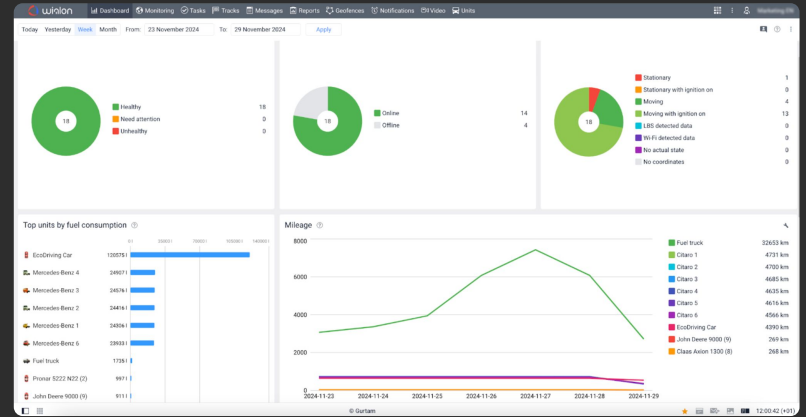 wialon Dashboard Monitoring Tasks Tracks Messages Reports Geofences Notifications Video Units
Today Yesterday Week Month From: 23 November 2024 To: 29 November 2024 Apply
18
Healthy 18
Need attention 0
Unhealthy 0
18
Online 14
Offline 4
18
Stationary 1
Stationary with ignition on 0
Moving 4
Moving with ignition on 13
LBS detected data 0
Wi-Fi detected data 0
No actual state 0
No coordinates 0
Top units by fuel consumption
EcoDriving Car
Mercedes-Benz 4 24907 l
Mercedes-Benz 3 24576 l
Mercedes-Benz 2 24416 l
Mercedes-Benz 1
Mercedes-Benz 6 23933 l
Fuel truck 1735 l
Pronar 5222 N22 (2) 997 l
John Deere 9000 (9) 911 l
Mileage
8000
6000
4000
2000
0
2024-11-23 2024-11-24 2024-11-25 2024-11-26 2024-11-27 2024-11-28 2024-11-29
Fuel truck 32653 km
Citaro 1 4731 km
Citaro 2 4700 km
Citaro 3 4685 km
Citaro 4 4635 km
Citaro 5 4616 km
Citaro 6 4566 km
EcoDriving Car 4390 km
John Deere 9000 (9) 269 km
Claas Axion 1300 (8) 268 km
© Gurtam
12:00:42 (+01)